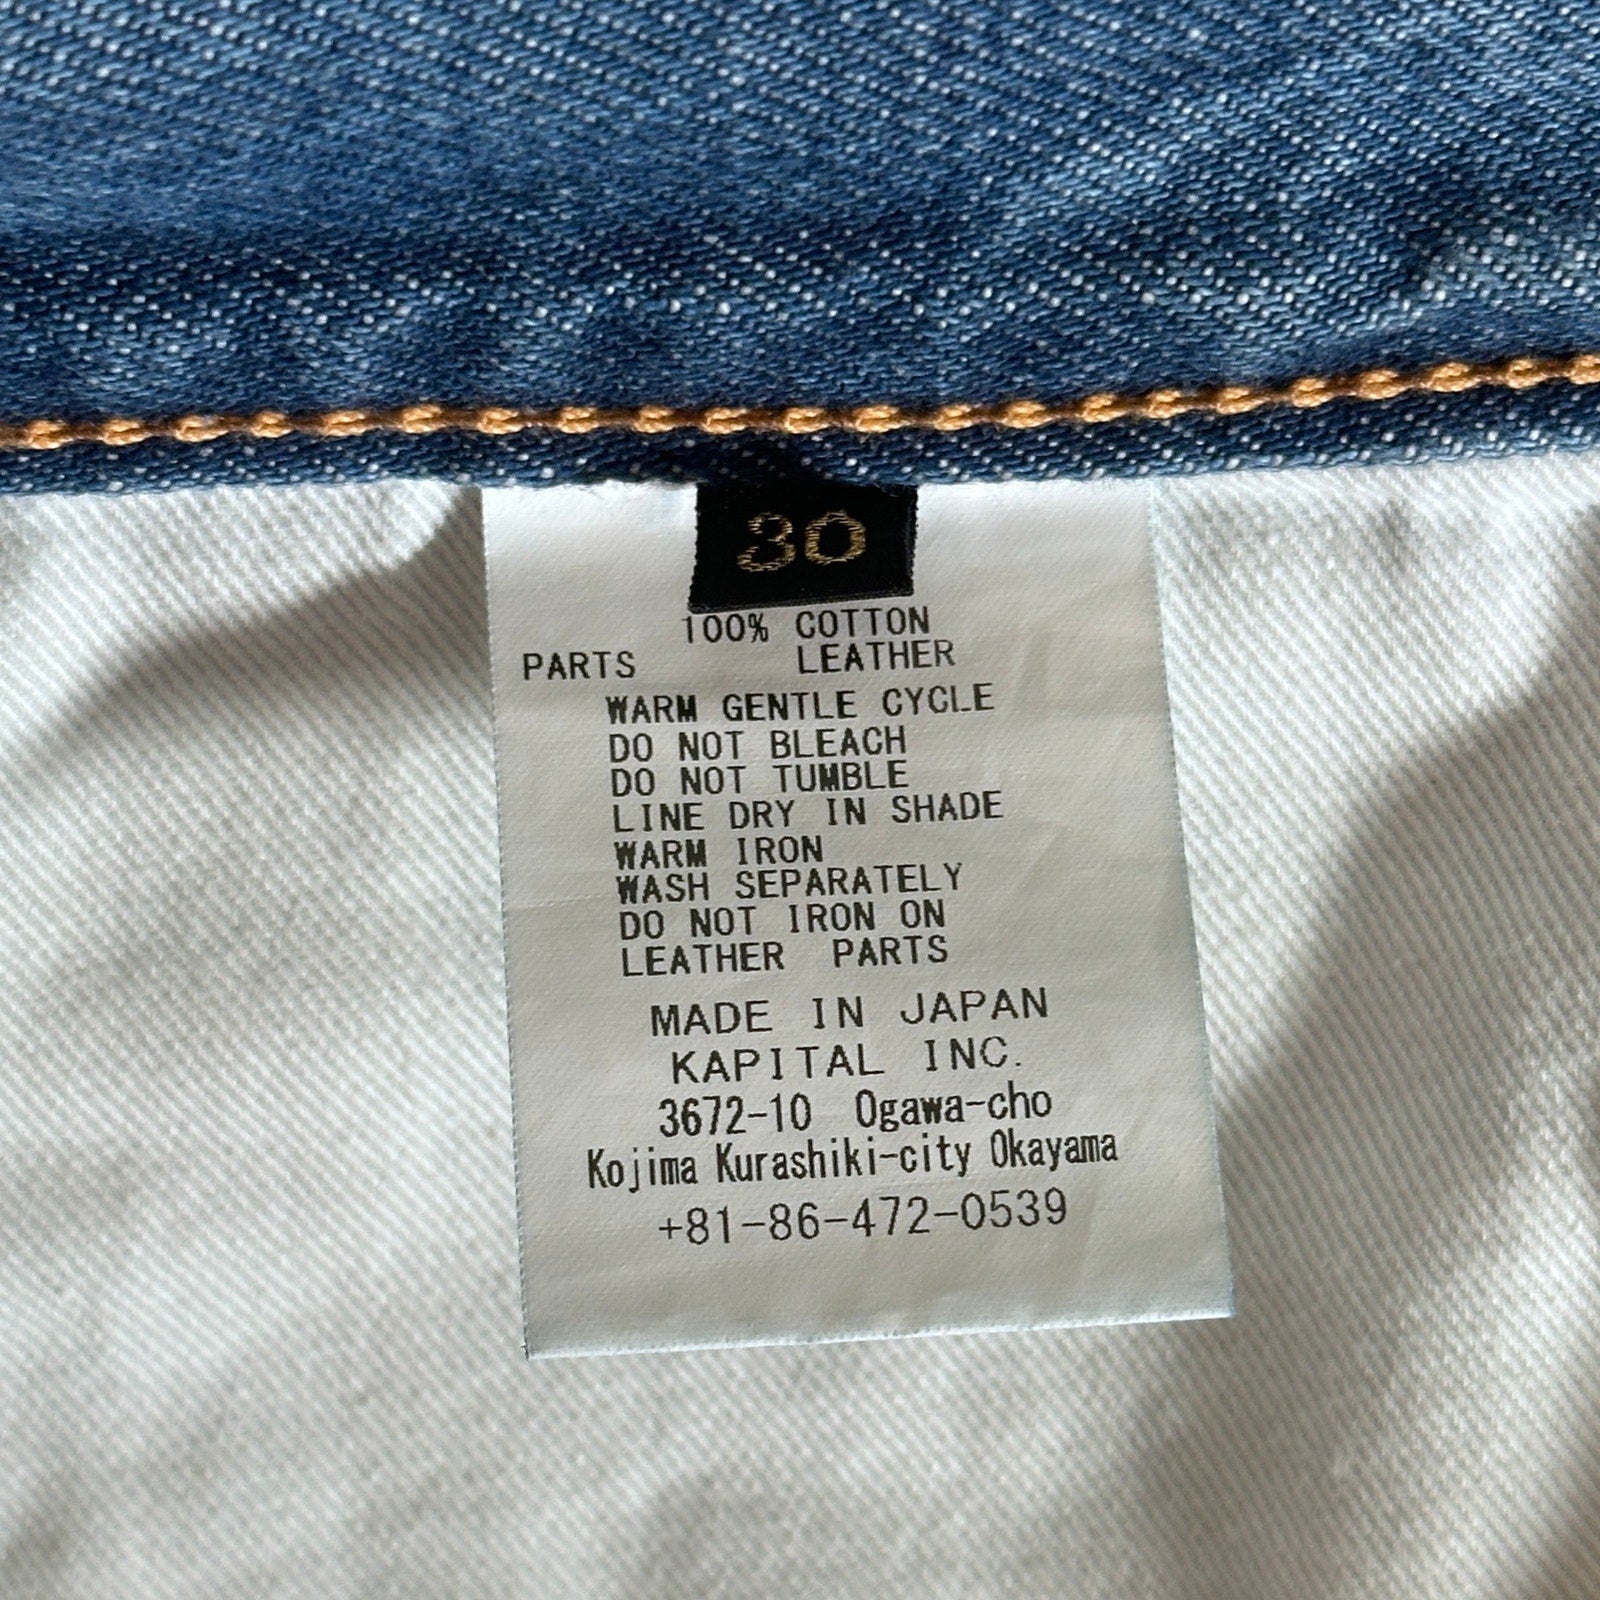 30
100% COTTON
PARTS LEATHER
WARM GENTLE CYCLE
DO NOT BLEACH
DO NOT TUMBLE
LINE DRY IN SHADE
WARM IRON
WASH SEPARATELY
DO NOT IRON ON
LEATHER PARTS
MADE IN JAPAN
KAPITAL INC.
3672-10 Ogawa-cho
Kojima Kurashiki-city Okayama
+81-86-472-0539